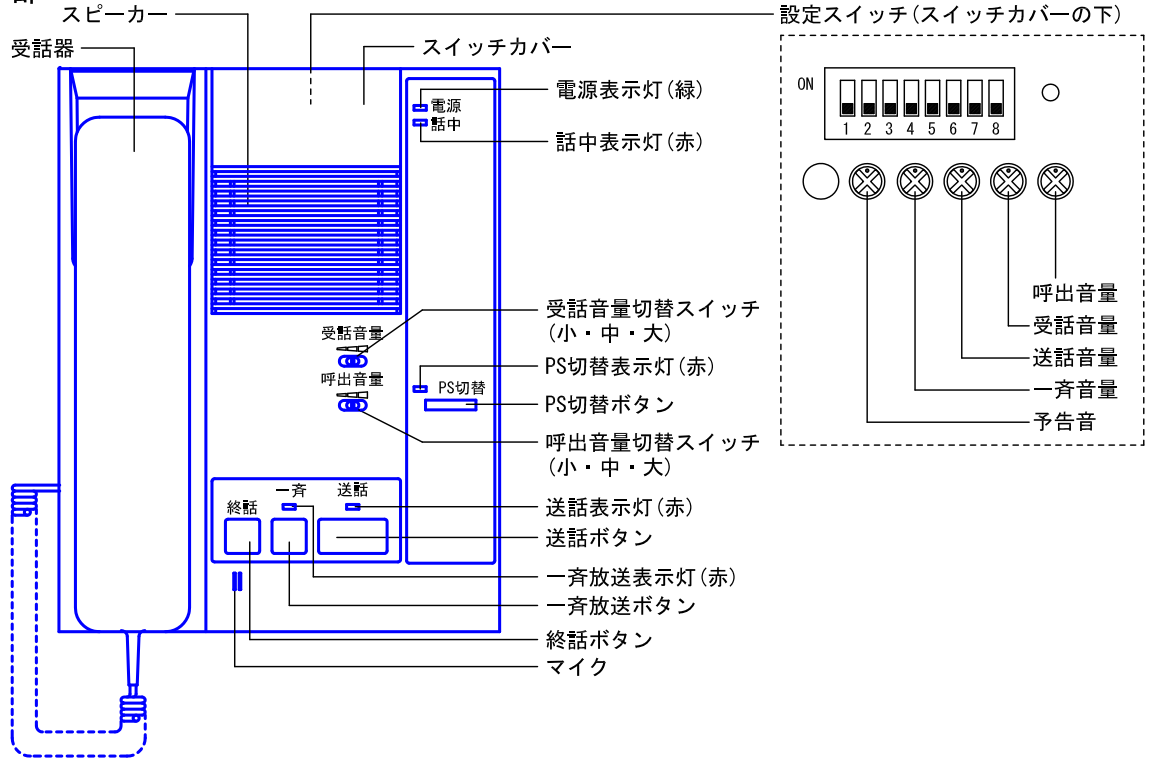 スピーカー
設定スイッチ(スイッチカバーの下)
受話器
スイッチカバー
電源表示灯(緑)
電源
話中
話中表示灯(赤)
ON
1 2 3 4 5 6 7 8
呼出音量
受話音量
送話音量
一斉音量
予告音
受話音量切替スイッチ
(小・中・大)
受話音量
PS切替表示灯(赤)
呼出音量
PS切替
PS切替ボタン
呼出音量切替スイッチ
(小・中・大)
終話
一斉
送話
送話表示灯(赤)
送話ボタン
一斉放送表示灯(赤)
一斉放送ボタン
終話ボタン
マイク